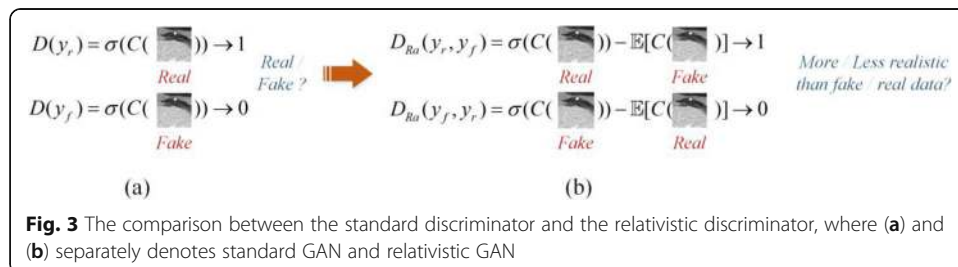 D(y_r) = σ(C( )) → 1
Real
Real / Fake ?
D(y_f) = σ(C( )) → 0
Fake
(a)
D_Ra(y_r, y_f) = σ(C( )) − 𝔼[C( )] → 1
Real Fake
More / Less realistic than fake / real data?
D_Ra(y_f, y_r) = σ(C( )) − 𝔼[C( )] → 0
Fake Real
(b)
Fig. 3 The comparison between the standard discriminator and the relativistic discriminator, where (a) and
(b) separately denotes standard GAN and relativistic GAN